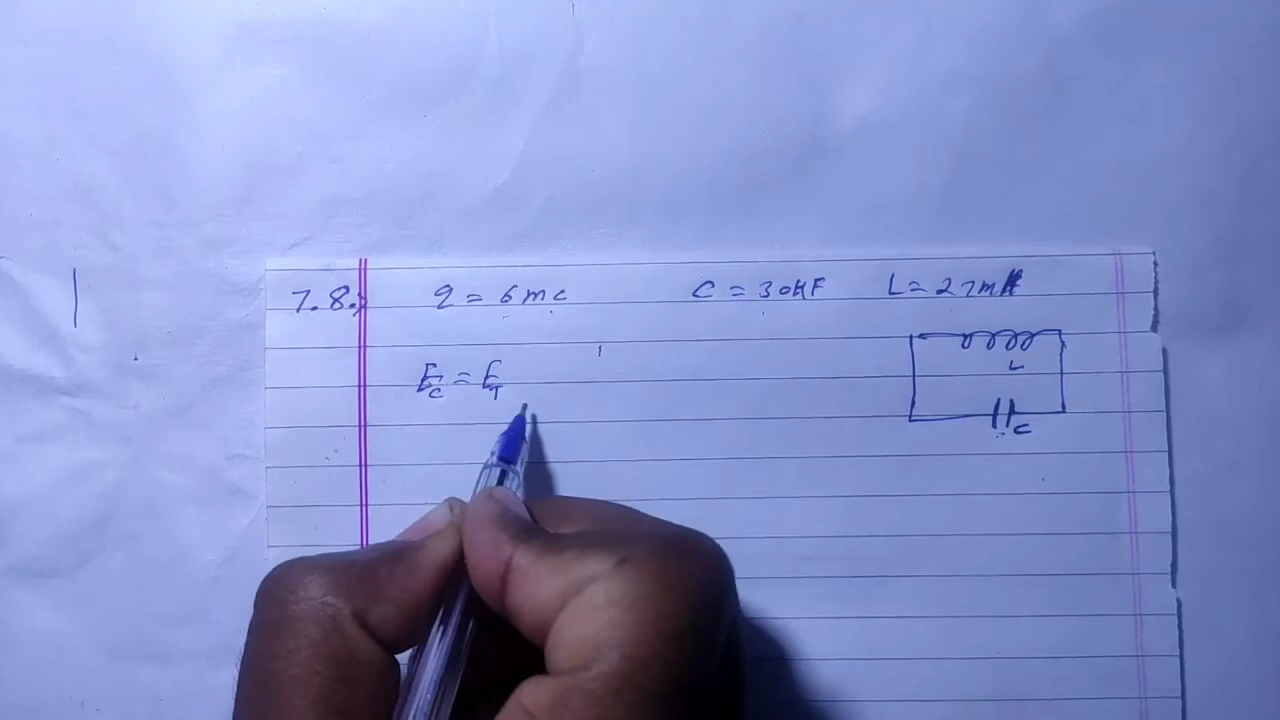 7.8.> q = 6mc C = 30μF L = 27mH
L
E_C = E_T
C